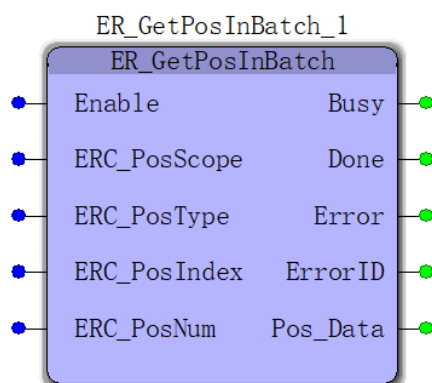 ER_GetPosInBatch_1
ER_GetPosInBatch
Enable Busy
ERC_PosScope Done
ERC_PosType Error
ERC_PosIndex ErrorID
ERC_PosNum Pos_Data